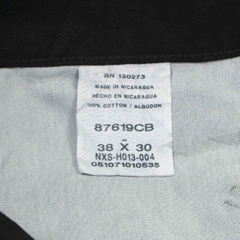 RN 130273
MADE IN NICARAGUA
HECHO EN NICARAGUA
100% COTTON / ALGODON
87619CB
38 X 30
NXS-H013-004
051071010535